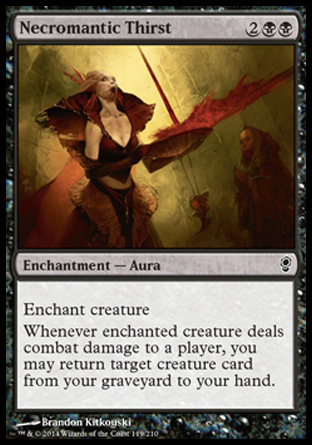 Necromantic Thirst 2
Enchantment — Aura
Enchant creature
Whenever enchanted creature deals
combat damage to a player, you
may return target creature card
from your graveyard to your hand.
Brandon Kitkouski
™ & © 2014 Wizards of the Coast 119/210